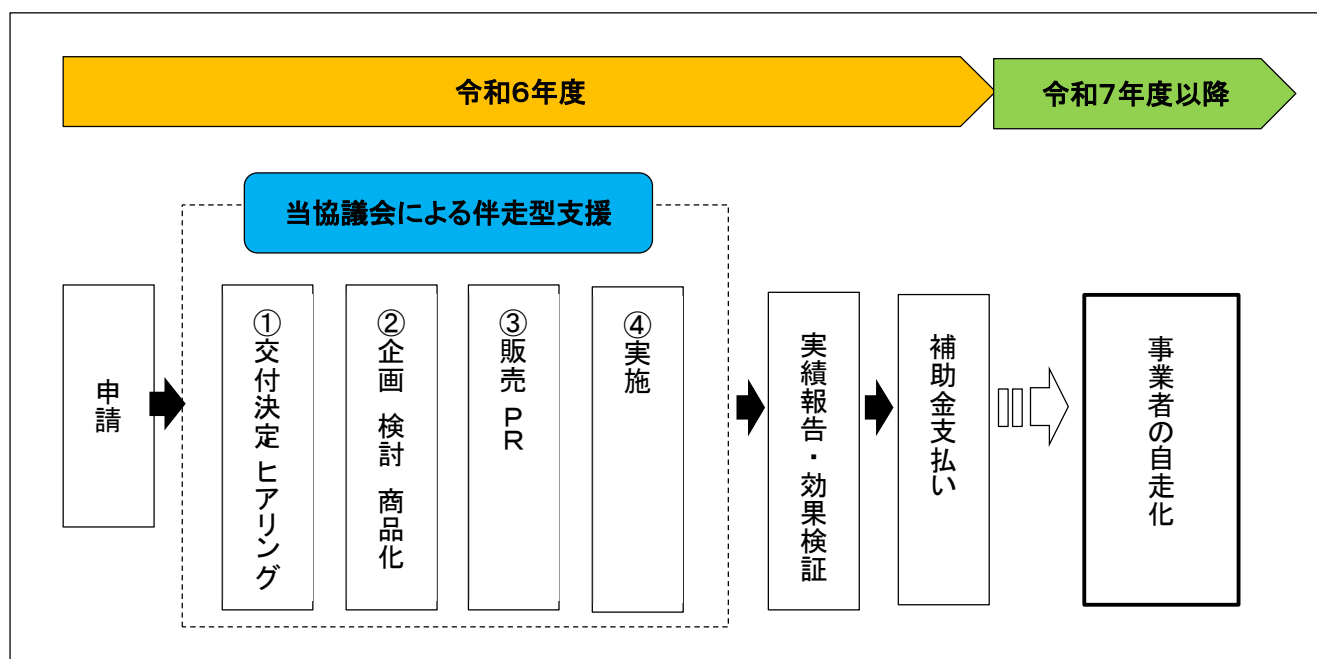 令和６年度
令和７年度以降
当協議会による伴走型支援
申請
①交付決定 ヒアリング
②企画 検討 商品化
③販売 ＰＲ
④実施
実績報告・効果検証
補助金支払い
事業者の自走化